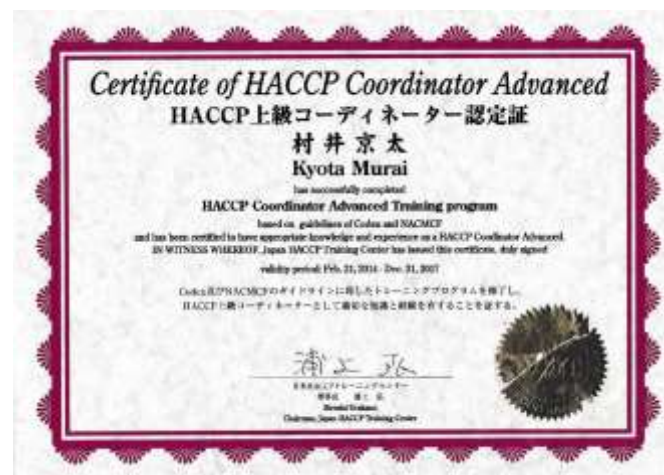 Certificate of HACCP Coordinator Advanced
HACCP上級コーディネーター認定証
村井京太
Kyota Murai
has successfully completed
HACCP Coordinator Advanced Training program
based on guidelines of Codex and NACMCF
and has been certified to have appropriate knowledge and experience as a HACCP Coordinator Advanced.
IN WITNESS WHEREOF, Japan HACCP Training Center has issued this certificate, duly signed
validity period: Feb. 21, 2014 - Dec. 31, 2017
Codex及びNACMCFのガイドラインに即したトレーニングプログラムを修了し、
HACCP上級コーディネーターとして適切な知識と経験を有することを証する。
Chairman, Japan HACCP Training Center